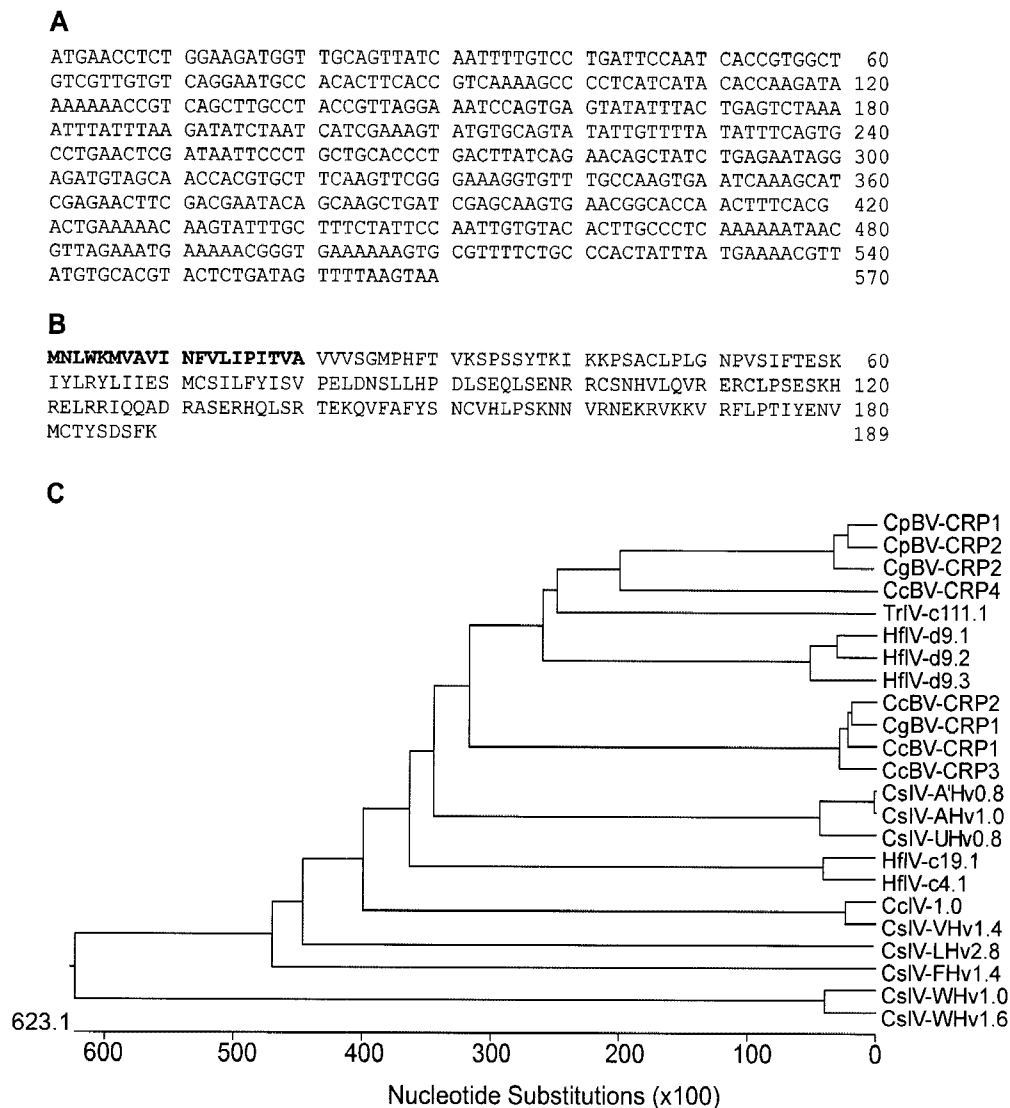 A
ATGAACCTCT GGAAGATGGT TGCAGTTATC AATTTTGTCC TGATTCCAAT CACCGTGGCT 60
GTCGTTGTGT CAGGAATGCC ACACTTCACC GTCAAAAGCC CCTCATCATA CACCAAGATA 120
AAAAAACCGT CAGCTTGCCT ACCGTTAGGA AATCCAGTGA GTATATTTAC TGAGTCTAAA 180
ATTTATTTAA GATATCTAAT CATCGAAAGT ATGTGCAGTA TATTGTTTTA TATTTCAGTG 240
CCTGAACTCG ATAATTCCCT GCTGCACCCT GACTTATCAG AACAGCTATC TGAGAATAGG 300
AGATGTAGCA ACCACGTGCT TCAAGTTCGG GAAAGGTGTT TGCCAAGTGA ATCAAAGCAT 360
CGAGAACTTC GACGAATACA GCAAGCTGAT CGAGCAAGTG AACGGCACCA ACTTTCACG 420
ACTGAAAAAC AAGTATTTGC TTTCTATTCC AATTGTGTAC ACTTGCCCTC AAAAAATAAC 480
GTTAGAAATG AAAAACGGGT GAAAAAAGTG CGTTTTCTGC CCACTATTTA TGAAAACGTT 540
ATGTGCACGT ACTCTGATAG TTTTAAGTAA 570
B
MNLWKMVAVI NFVLIPITVA VVVSGMPHFT VKSPSSYTKI KKPSACLPLG NPVSIFTESK 60
IYLRYLIIES MCSILFYISV PELDNSLLHP DLSEQLSENR RCSNHVLQVR ERCLPSESKH 120
RELRRIQQAD RASERHQLSR TEKQVFAFYS NCVHLPSKNN VRNEKRVKKV RFLPTIYENV 180
MCTYSDSFK 189
C
CpBV-CRP1
CpBV-CRP2
CgBV-CRP2
CcBV-CRP4
TrIV-c111.1
HfIV-d9.1
HfIV-d9.2
HfIV-d9.3
CcBV-CRP2
CgBV-CRP1
CcBV-CRP1
CcBV-CRP3
CsIV-A'Hv0.8
CsIV-AHv1.0
CsIV-UHv0.8
HfIV-c19.1
HfIV-c4.1
CcIV-1.0
CsIV-VHv1.4
CsIV-LHv2.8
CsIV-FHv1.4
CsIV-WHv1.0
CsIV-WHv1.6
623.1
600 500 400 300 200 100 0
Nucleotide Substitutions (x100)